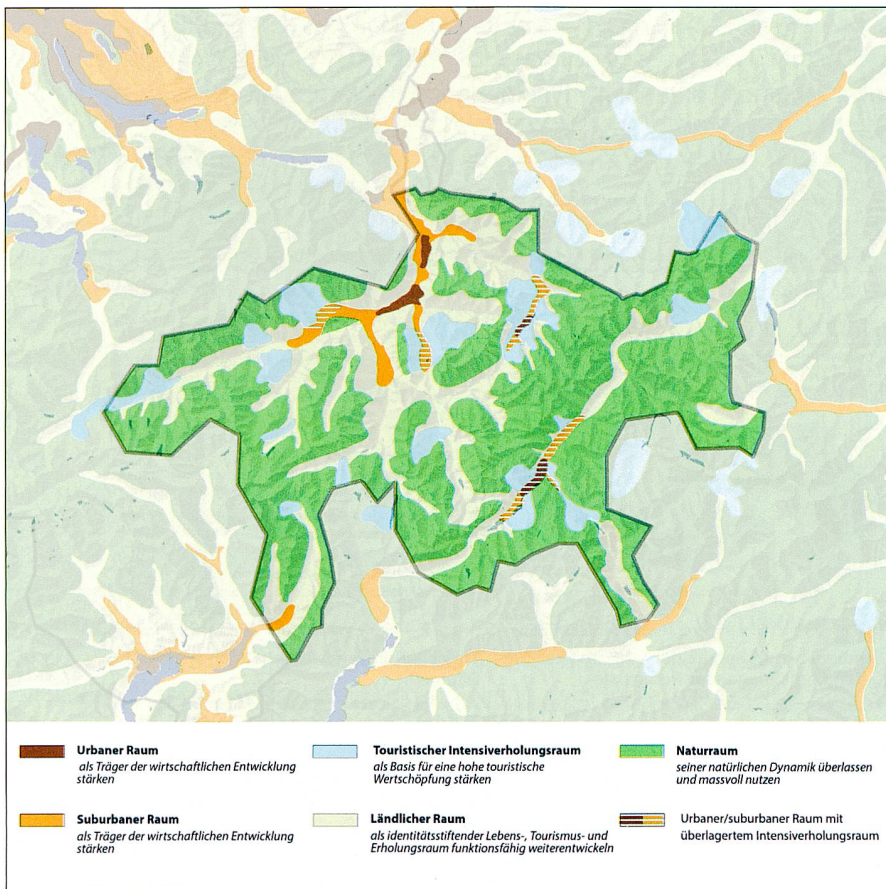 Urbaner Raum
als Träger der wirtschaftlichen Entwicklung
stärken
Touristischer Intensiverholungsraum
als Basis für eine hohe touristische
Wertschöpfung stärken
Naturraum
seiner natürlichen Dynamik überlassen
und massvoll nutzen
Suburbaner Raum
als Träger der wirtschaftlichen Entwicklung
stärken
Ländlicher Raum
als identitätsstiftender Lebens-, Tourismus- und
Erholungsraum funktionsfähig weiterentwickeln
Urbaner/suburbaner Raum mit
überlagertem Intensiverholungsraum